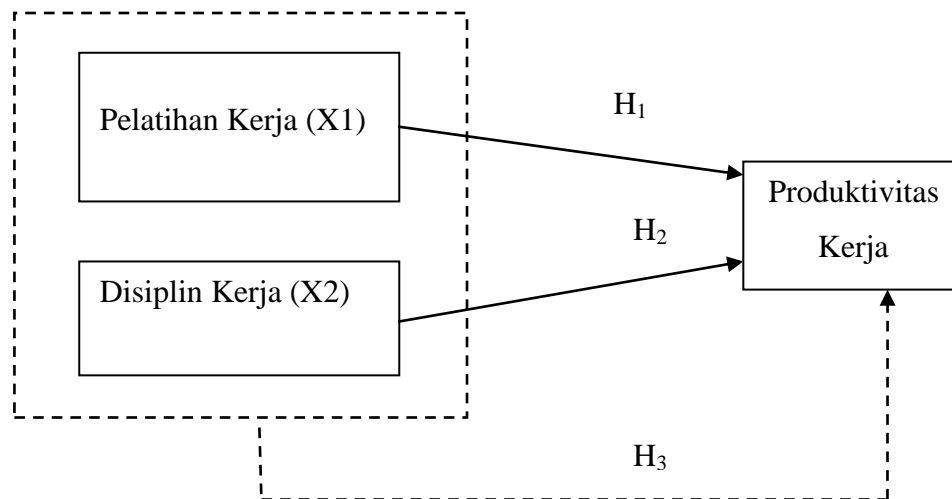 Pelatihan Kerja (X1)
H₁
Produktivitas
Kerja
H₂
Disiplin Kerja (X2)
H₃